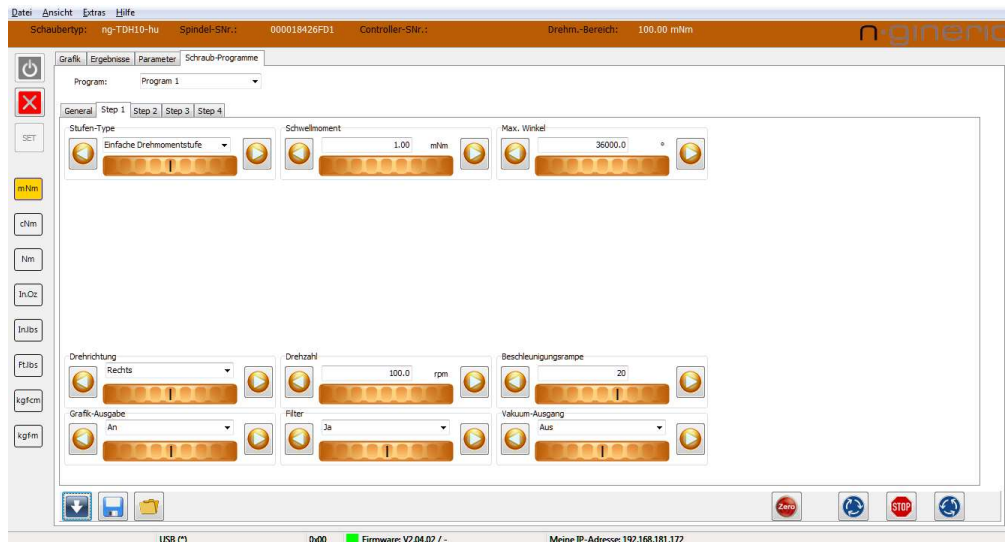 Datei Ansicht Extras Hilfe
Schaubertyp: ng-TDH10-hu Spindel-SNr.: 000018426FD1 Controller-SNr.: Drehm.-Bereich: 100.00 mNm n-gineric
Grafik Ergebnisse Parameter Schraub-Programme
Program: Program 1
General Step 1 Step 2 Step 3 Step 4
SET
Stufen-Type Schwellmoment Max. Winkel
Einfache Drehmomentstufe 1.00 mNm 36000.0 °
mNm
cNm
Nm
In.Oz
In.lbs
Ft.lbs
kgfcm
kgfm
Drehrichtung Drehzahl Beschleunigungsrampe
Rechts 100.0 rpm 20
Grafik-Ausgabe Filter Vakuum-Ausgang
An Ja Aus
Zero STOP
USB (*) 0x00 Firmware: V2.04.02 / - Meine IP-Adresse: 192.168.181.172